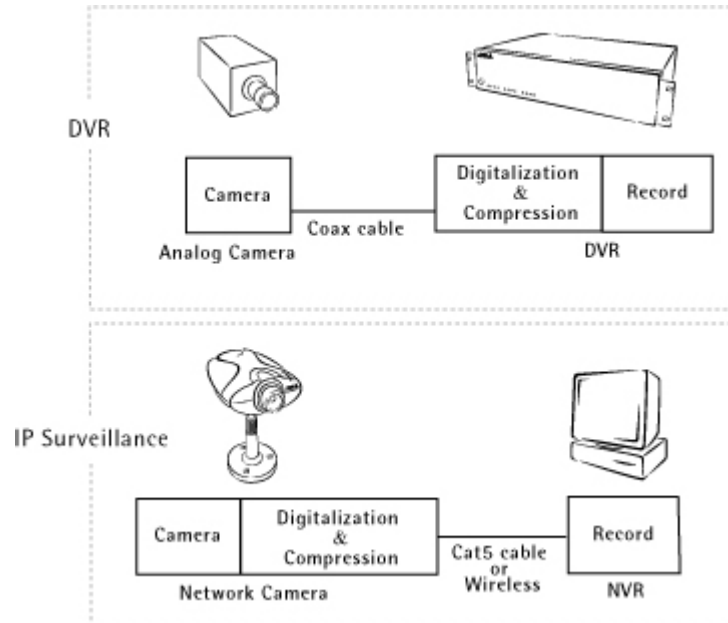 DVR
Camera
Coax cable
Analog Camera
Digitalization
&
Compression
Record
DVR
IP Surveillance
Camera
Digitalization
&
Compression
Network Camera
Cat5 cable
or
Wireless
Record
NVR